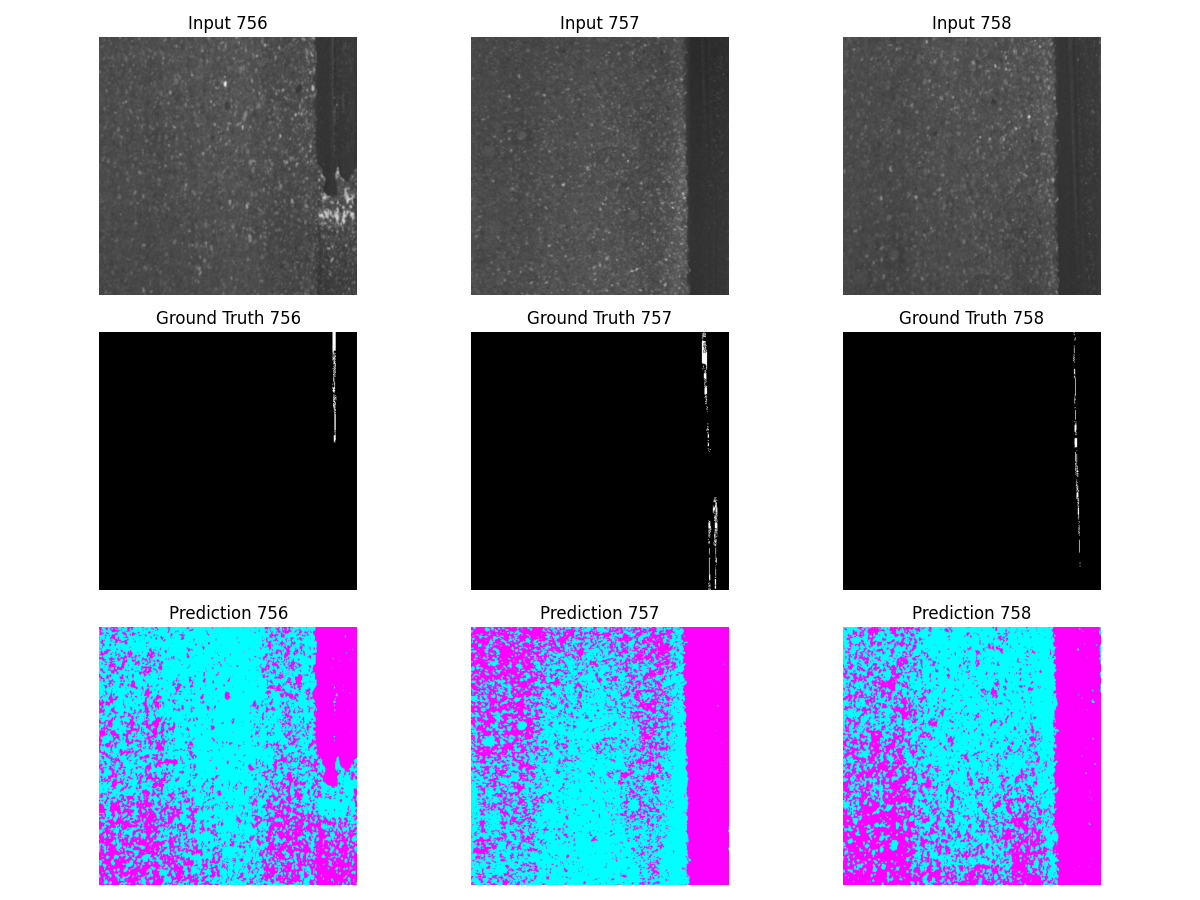 Input 756
Input 757
Input 758
Ground Truth 756
Ground Truth 757
Ground Truth 758
Prediction 756
Prediction 757
Prediction 758